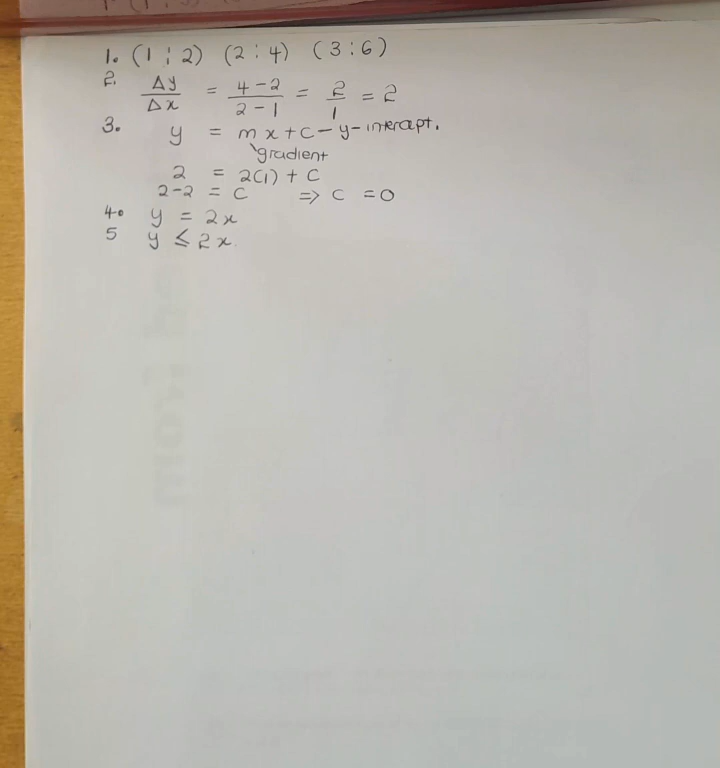 1. (1 ; 2) (2 : 4) (3 : 6)
2. Δy/Δx = 4-2/2-1 = 2/1 = 2
3. y = mx+c - y-intercept.
gradient
2 = 2(1) + c
2-2 = c => c = 0
4. y = 2x
5 y ≤ 2x.